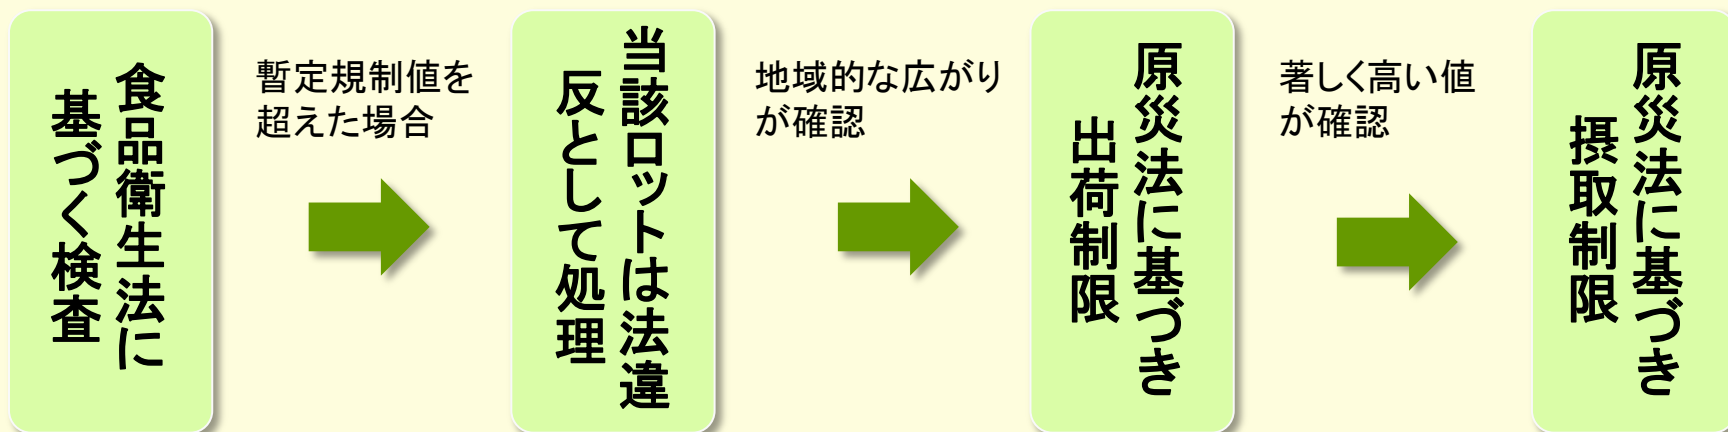 食品衛生法に
基づく検査
暫定規制値を
超えた場合
当該ロットは法違
反として処理
地域的な広がり
が確認
原災法に基づき
出荷制限
著しく高い値
が確認
原災法に基づき
摂取制限